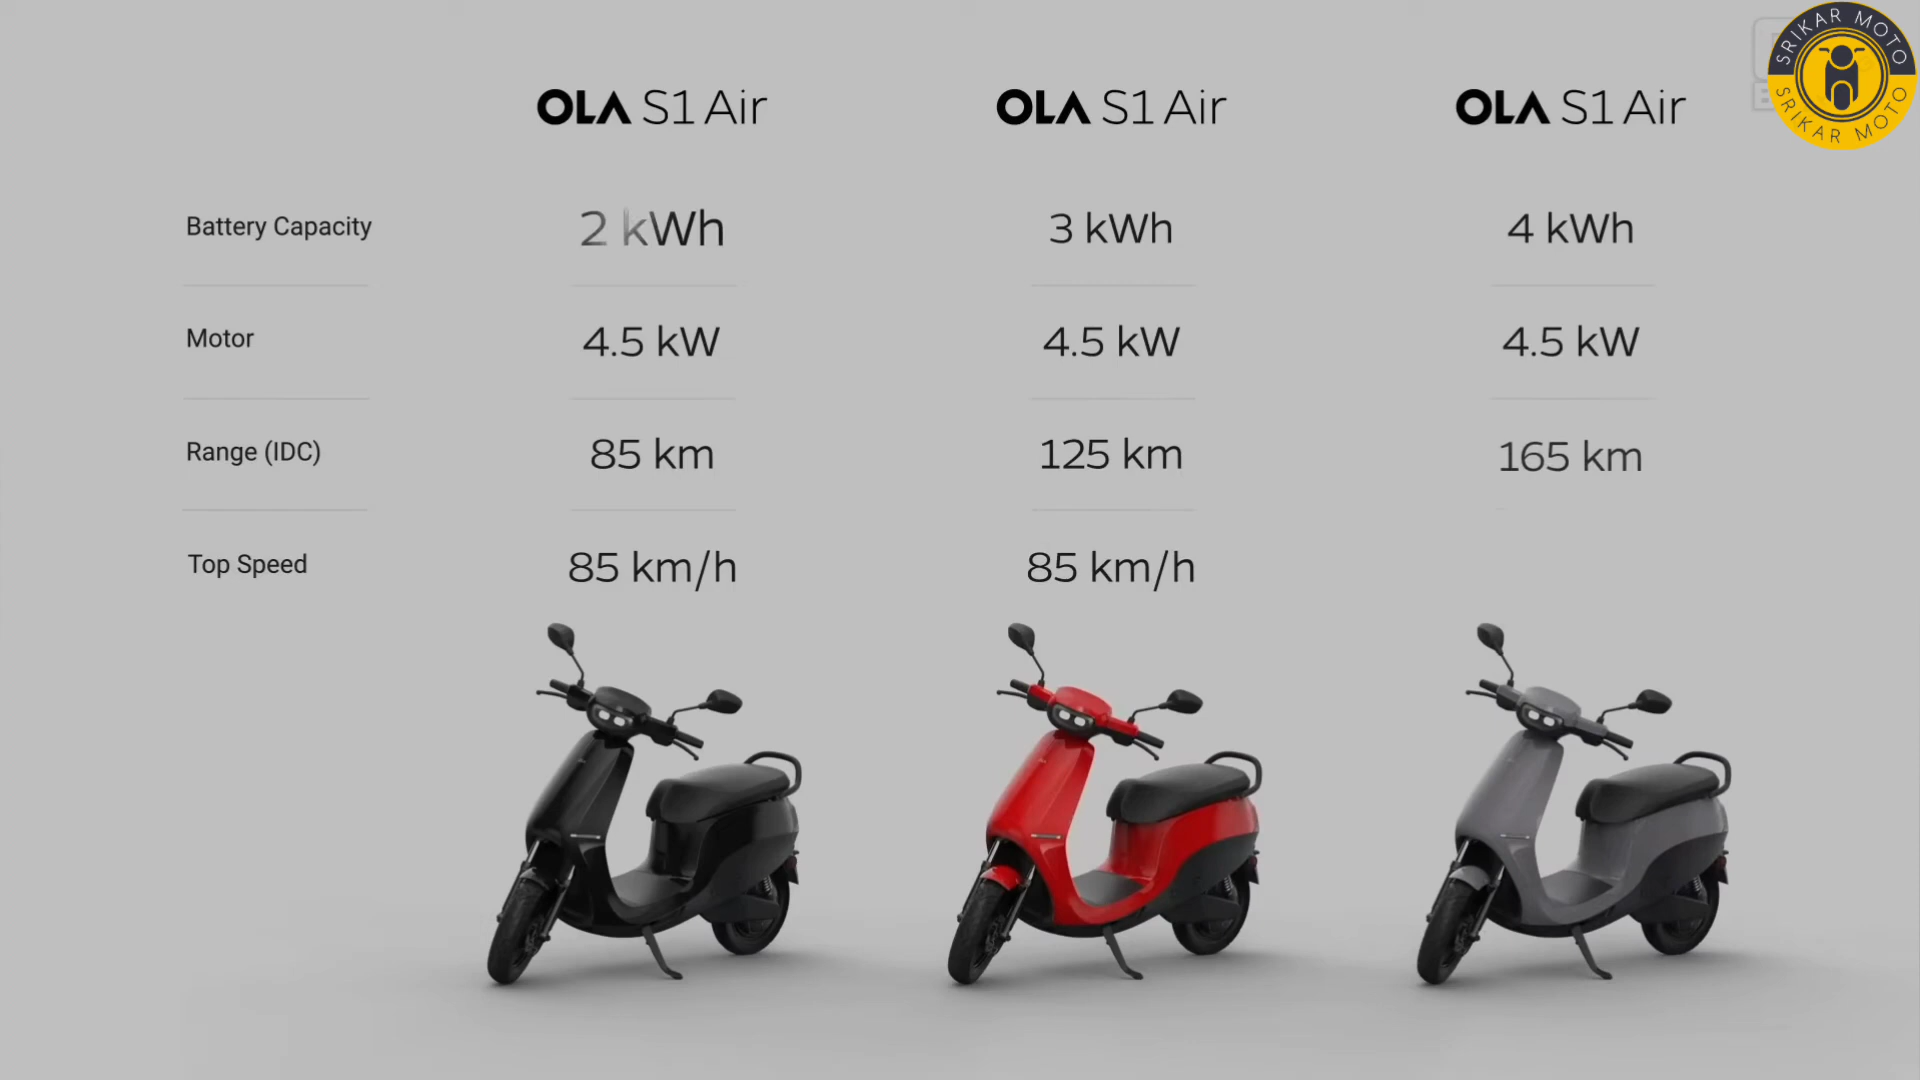 OLA S1 Air
OLA S1 Air
OLA S1 Air
SRIKAR MOTO
SRIKAR MOTO
Battery Capacity
2 kWh
3 kWh
4 kWh
Motor
4.5 kW
4.5 kW
4.5 kW
Range (IDC)
85 km
125 km
165 km
Top Speed
85 km/h
85 km/h